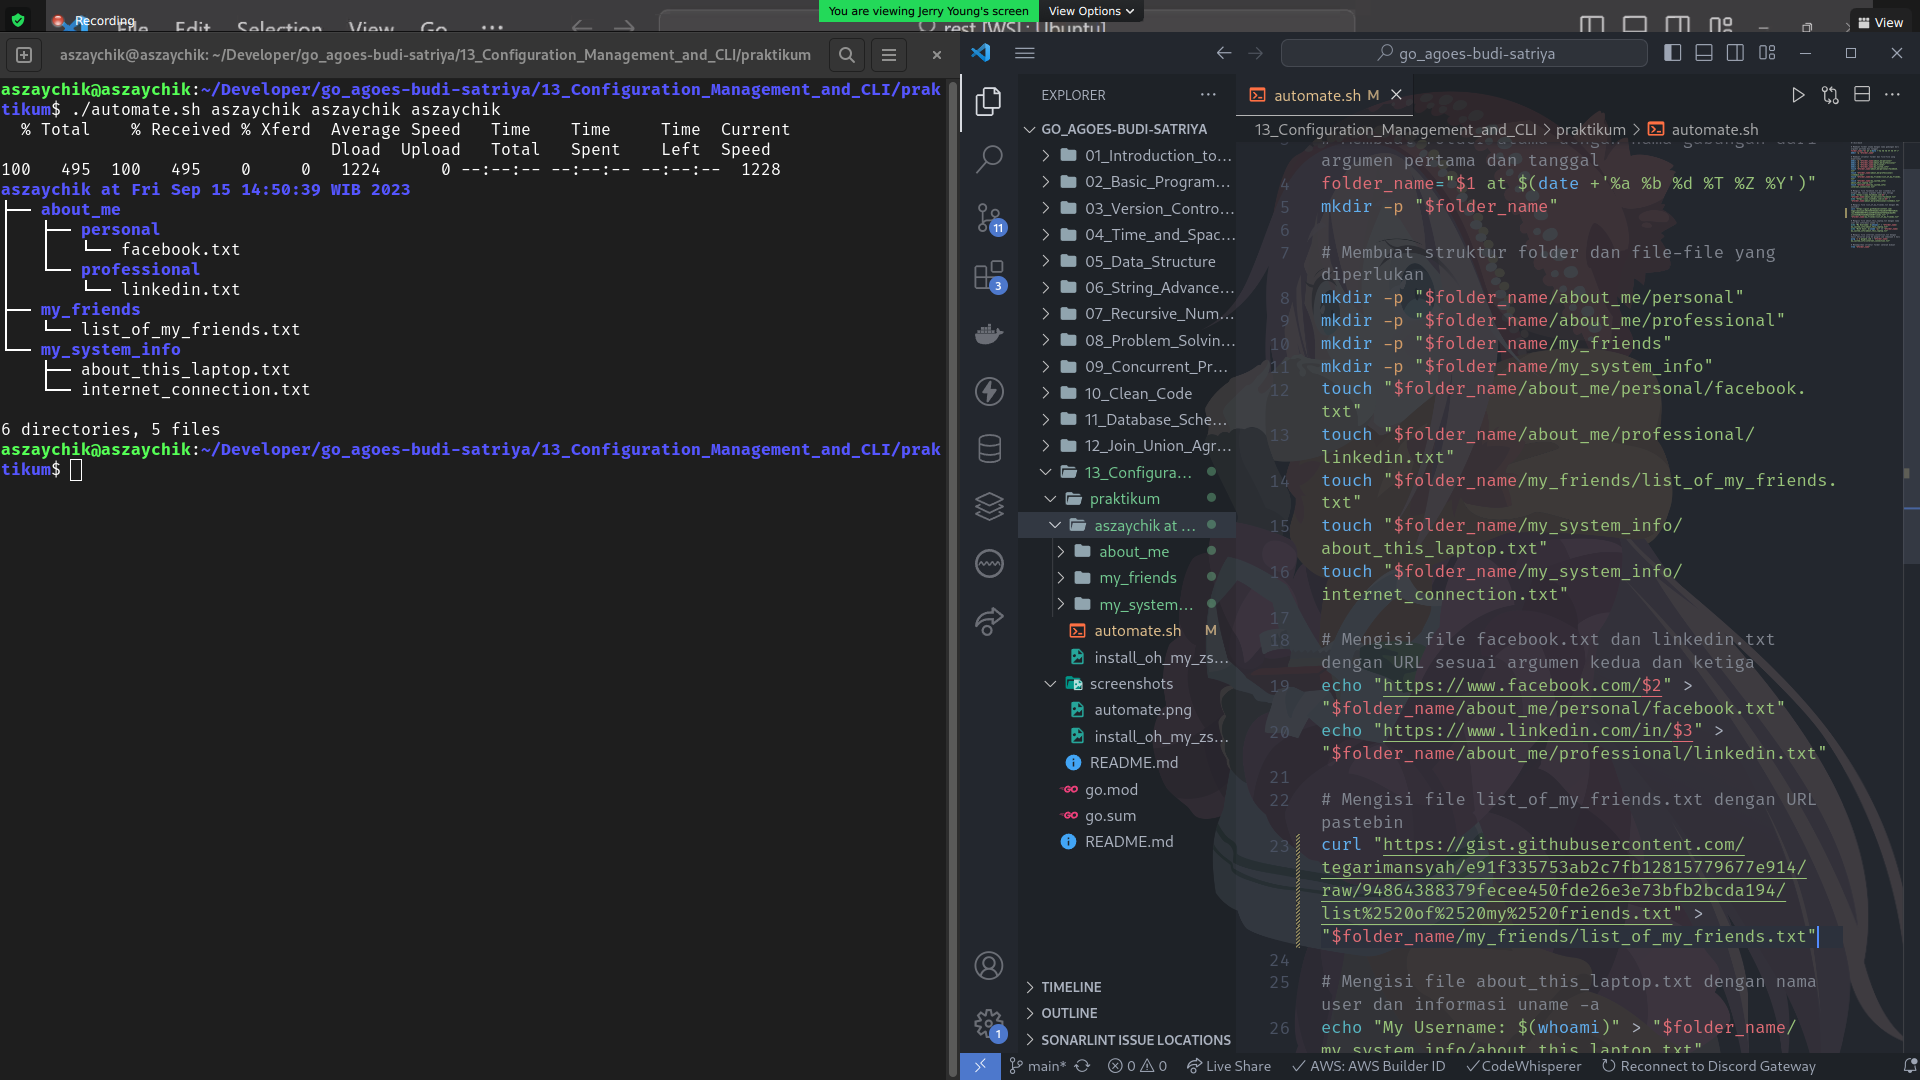 Recording
File Edit Selection View Go ...
rest [WSL: Ubuntu]
You are viewing Jerry Young's screen
View Options
View
aszaychik@aszaychik: ~/Developer/go_agoes-budi-satriya/13_Configuration_Management_and_CLI/praktikum
aszaychik@aszaychik:~/Developer/go_agoes-budi-satriya/13_Configuration_Management_and_CLI/prak
tikum$ ./automate.sh aszaychik aszaychik aszaychik
  % Total    % Received % Xferd  Average Speed   Time    Time     Time  Current
                                 Dload  Upload   Total   Spent    Left  Speed
100   495  100   495    0     0   1224      0 --:--:-- --:--:-- --:--:--  1228
aszaychik at Fri Sep 15 14:50:39 WIB 2023
├── about_me
│   ├── personal
│   │   └── facebook.txt
│   └── professional
│       └── linkedin.txt
├── my_friends
│   └── list_of_my_friends.txt
└── my_system_info
    ├── about_this_laptop.txt
    └── internet_connection.txt
6 directories, 5 files
aszaychik@aszaychik:~/Developer/go_agoes-budi-satriya/13_Configuration_Management_and_CLI/prak
tikum$
go_agoes-budi-satriya
11
3
1
EXPLORER ...
GO_AGOES-BUDI-SATRIYA
01_Introduction_to...
02_Basic_Program...
03_Version_Contro...
04_Time_and_Spac...
05_Data_Structure
06_String_Advance...
07_Recursive_Num...
08_Problem_Solvin...
09_Concurrent_Pr...
10_Clean_Code
11_Database_Sche...
12_Join_Union_Agr...
13_Configura...
praktikum
aszaychik at ...
about_me
my_friends
my_system...
automate.sh M
install_oh_my_zs...
screenshots
automate.png
install_oh_my_zs...
README.md
go.mod
go.sum
README.md
TIMELINE
OUTLINE
SONARLINT ISSUE LOCATIONS
automate.sh M
13_Configuration_Management_and_CLI > praktikum > automate.sh
3 # Membuat folder utama dengan nama gabungan dari
argumen pertama dan tanggal
4 folder_name="$1 at $(date +'%a %b %d %T %Z %Y')"
5 mkdir -p "$folder_name"
6
7 # Membuat struktur folder dan file-file yang
diperlukan
8 mkdir -p "$folder_name/about_me/personal"
9 mkdir -p "$folder_name/about_me/professional"
10 mkdir -p "$folder_name/my_friends"
11 mkdir -p "$folder_name/my_system_info"
12 touch "$folder_name/about_me/personal/facebook.
txt"
13 touch "$folder_name/about_me/professional/
linkedin.txt"
14 touch "$folder_name/my_friends/list_of_my_friends.
txt"
15 touch "$folder_name/my_system_info/
about_this_laptop.txt"
16 touch "$folder_name/my_system_info/
internet_connection.txt"
17
18 # Mengisi file facebook.txt dan linkedin.txt
dengan URL sesuai argumen kedua dan ketiga
19 echo "https://www.facebook.com/$2" >
"$folder_name/about_me/personal/facebook.txt"
20 echo "https://www.linkedin.com/in/$3" >
"$folder_name/about_me/professional/linkedin.txt"
21
22 # Mengisi file list_of_my_friends.txt dengan URL
pastebin
23 curl "https://gist.githubusercontent.com/
tegarimansyah/e91f335753ab2c7fb12815779677e914/
raw/94864388379fecee450fde26e3e73bfb2bcda194/
list%2520of%2520my%2520friends.txt" >
"$folder_name/my_friends/list_of_my_friends.txt"
24
25 # Mengisi file about_this_laptop.txt dengan nama
user dan informasi uname -a
26 echo "My Username: $(whoami)" > "$folder_name/
my_system_info/about_this_laptop.txt"
main* 0 0 Live Share AWS: AWS Builder ID CodeWhisperer Reconnect to Discord Gateway